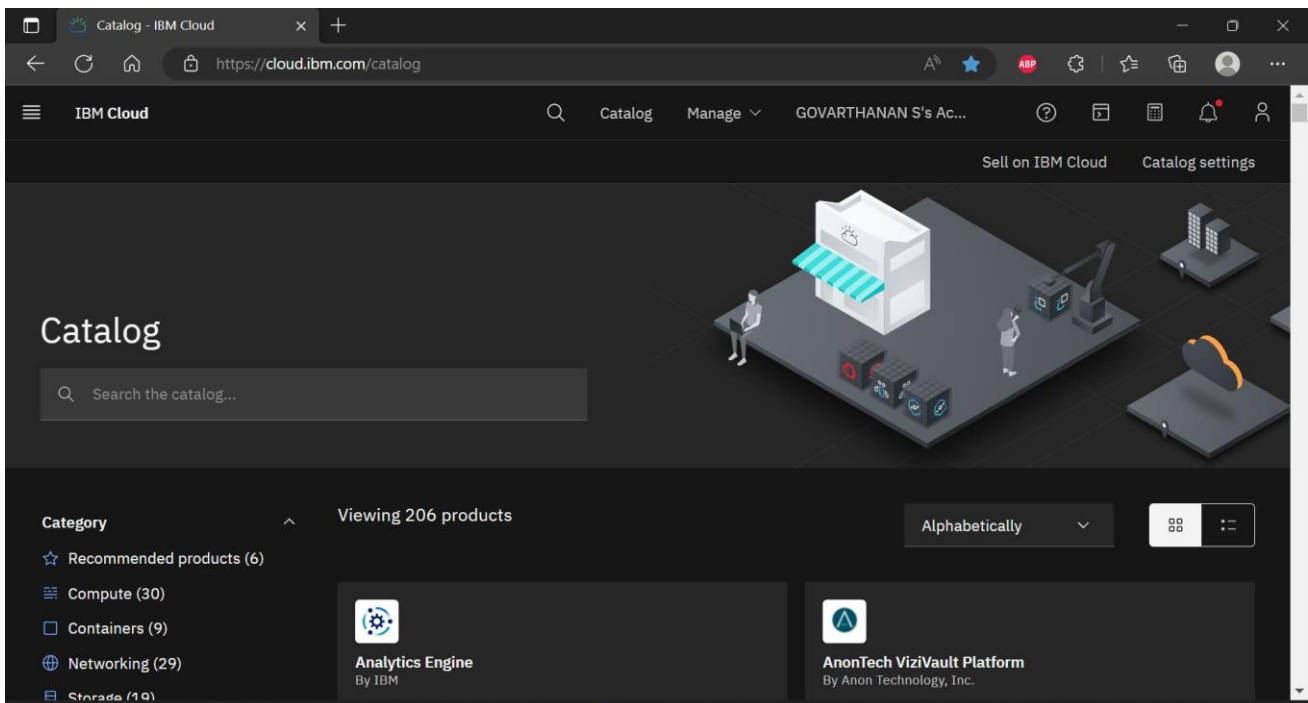 Catalog - IBM Cloud
https://cloud.ibm.com/catalog
ABP
IBM Cloud
Catalog
Manage
GOVARTHANAN S's Ac...
Sell on IBM Cloud
Catalog settings
Catalog
Search the catalog...
Category
Viewing 206 products
Alphabetically
Recommended products (6)
Compute (30)
Containers (9)
Networking (29)
Storage (19)
Analytics Engine
By IBM
AnonTech ViziVault Platform
By Anon Technology, Inc.